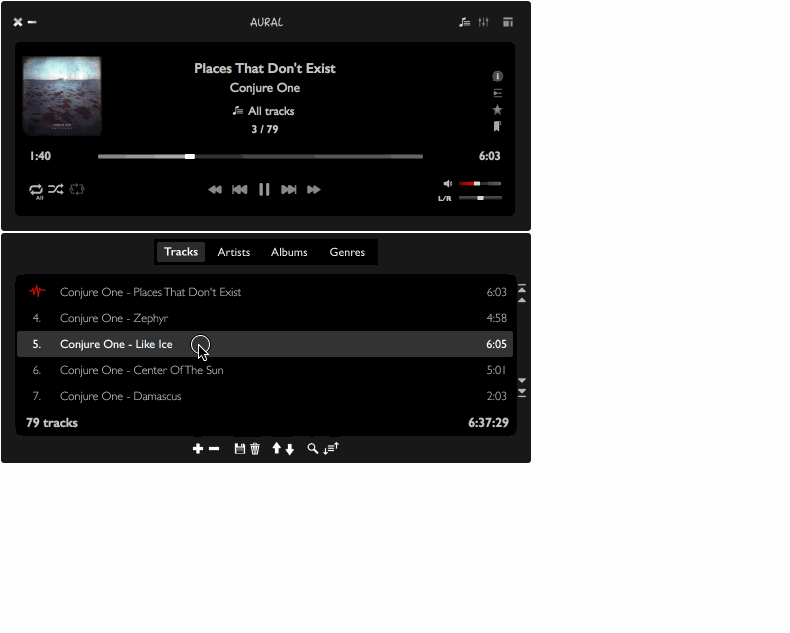 AURAL
Places That Don't Exist
Conjure One
All tracks
3 / 79
1:40 6:03
All
L/R
Tracks Artists Albums Genres
Conjure One - Places That Don't Exist 6:03
4. Conjure One - Zephyr 4:58
5. Conjure One - Like Ice 6:05
6. Conjure One - Center Of The Sun 5:01
7. Conjure One - Damascus 2:03
79 tracks 6:37:29